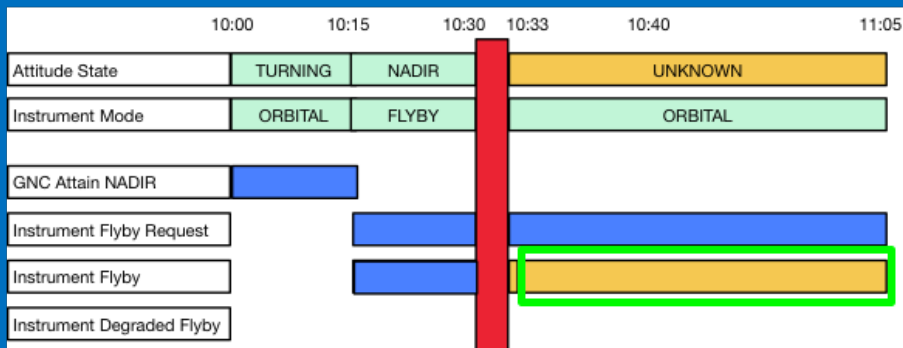 10:00 10:15 10:30 10:33 10:40 11:05
Attitude State TURNING NADIR UNKNOWN
Instrument Mode ORBITAL FLYBY ORBITAL
GNC Attain NADIR
Instrument Flyby Request
Instrument Flyby
Instrument Degraded Flyby